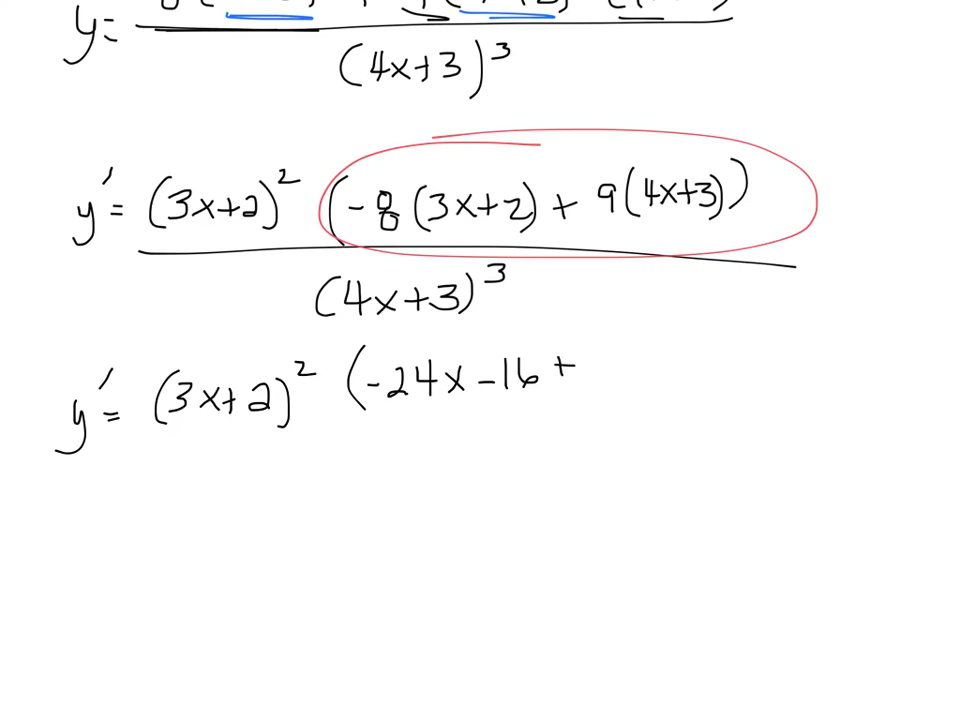 y=
(4x+3)³
y'= (3x+2)² (-8(3x+2) + 9(4x+3))
(4x+3)³
y'= (3x+2)² (-24x -16 +